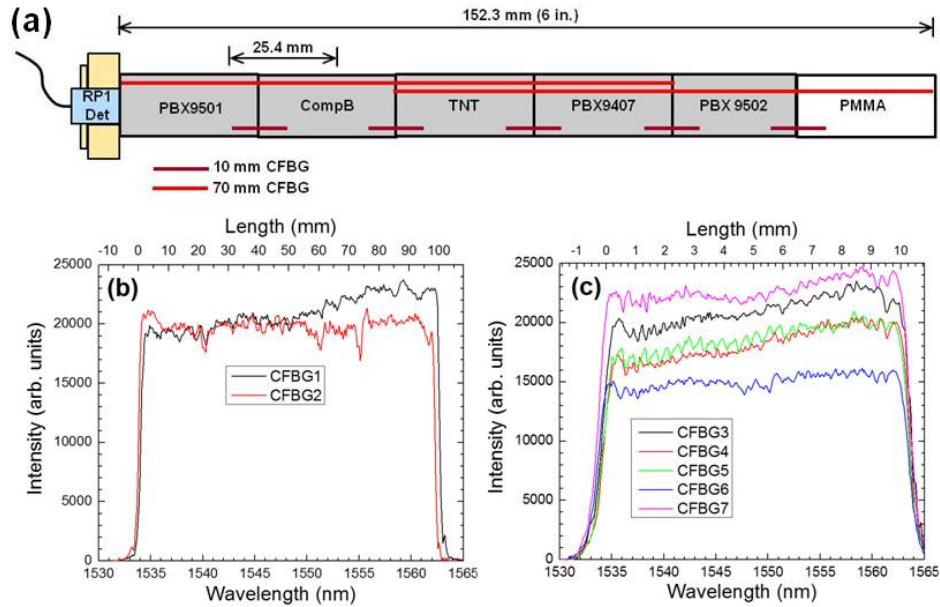 (a)
152.3 mm (6 in.)
25.4 mm
RP1
Det
PBX9501
CompB
TNT
PBX9407
PBX 9502
PMMA
10 mm CFBG
70 mm CFBG
Length (mm)
-10 0 10 20 30 40 50 60 70 80 90 100
25000
20000
15000
10000
5000
0
(b)
CFBG1
CFBG2
Intensity (arb. units)
1530 1535 1540 1545 1550 1555 1560 1565
Wavelength (nm)
Length (mm)
-1 0 1 2 3 4 5 6 7 8 9 10
25000
20000
15000
10000
5000
0
(c)
CFBG3
CFBG4
CFBG5
CFBG6
CFBG7
Intensity (arb. units)
1530 1535 1540 1545 1550 1555 1560 1565
Wavelength (nm)